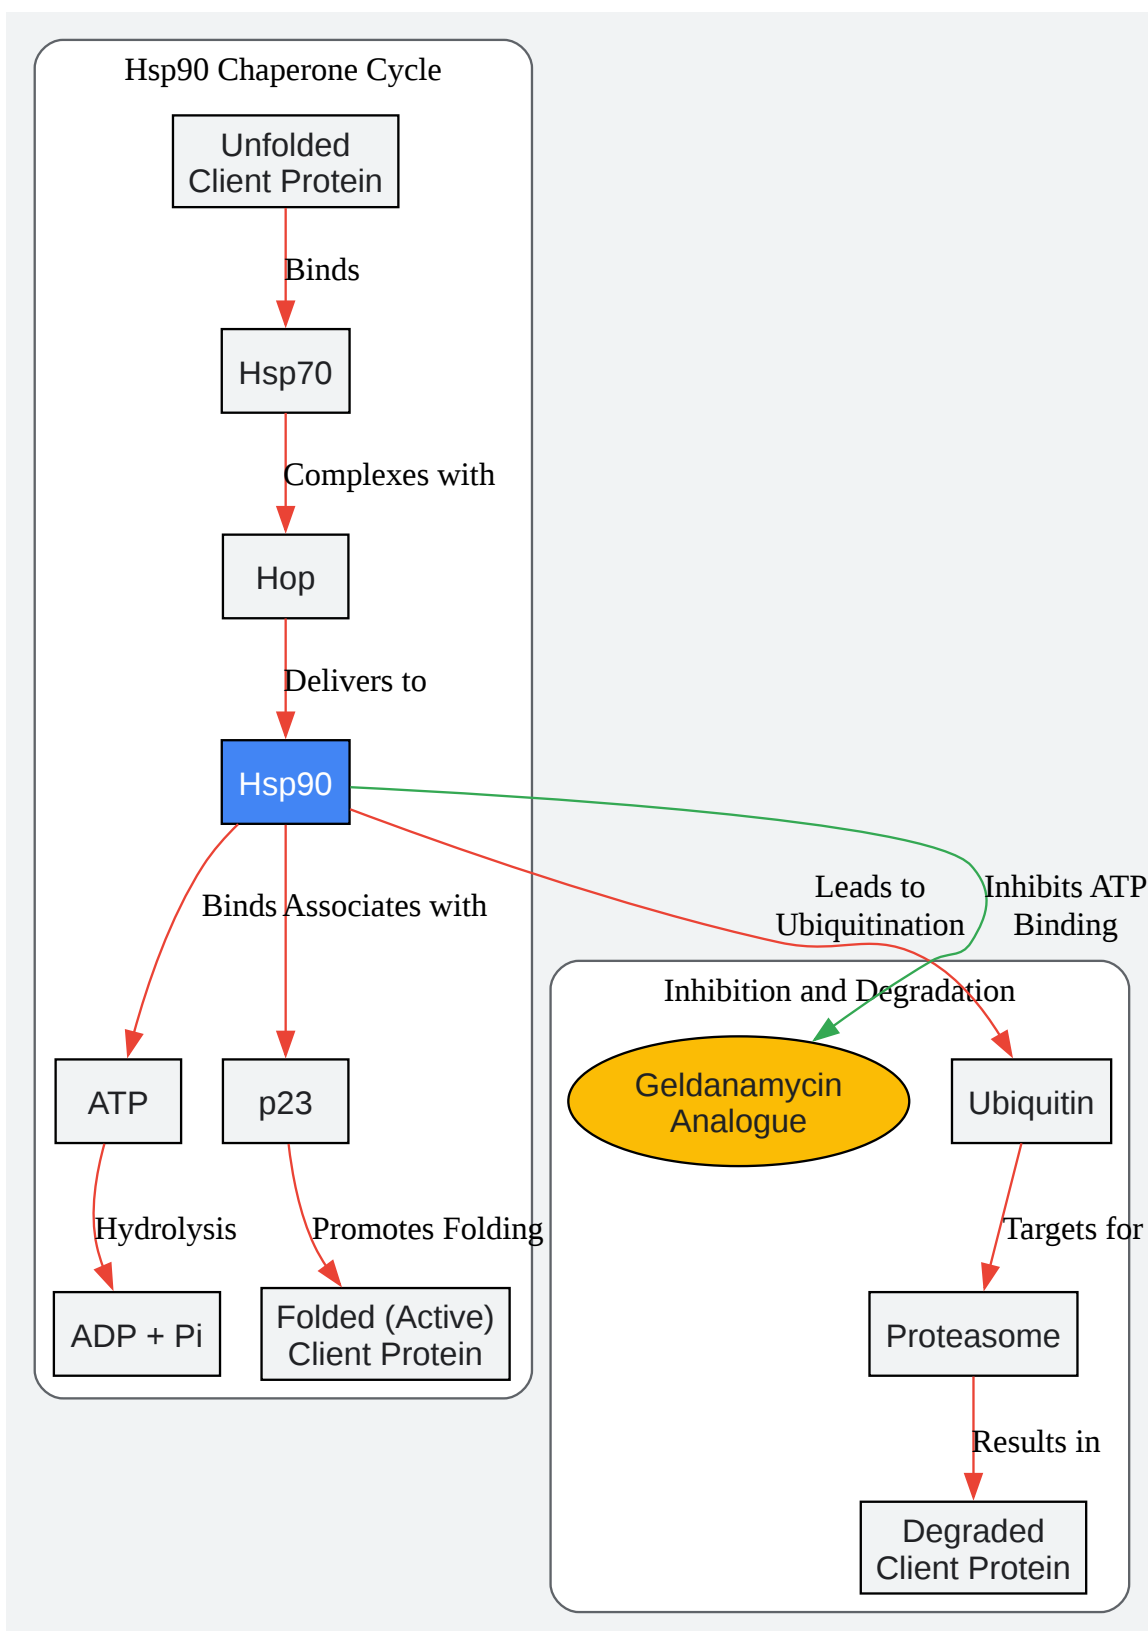 Hsp90 Chaperone Cycle
Unfolded
Client Protein
Binds
Hsp70
Complexes with
Hop
Delivers to
Hsp90
Binds
Associates with
ATP
p23
Hydrolysis
Promotes Folding
ADP + Pi
Folded (Active)
Client Protein
Leads to
Ubiquitination
Inhibits ATP
Binding
Inhibition and Degradation
Geldanamycin
Analogue
Ubiquitin
Targets for
Proteasome
Results in
Degraded
Client Protein